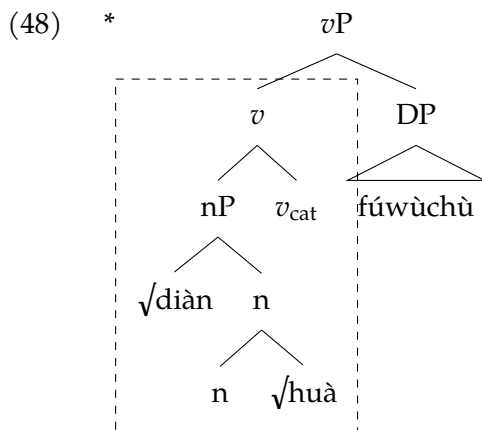 (48) * vP
v DP
nP v_cat fúwùchù
√diàn n
n √huà